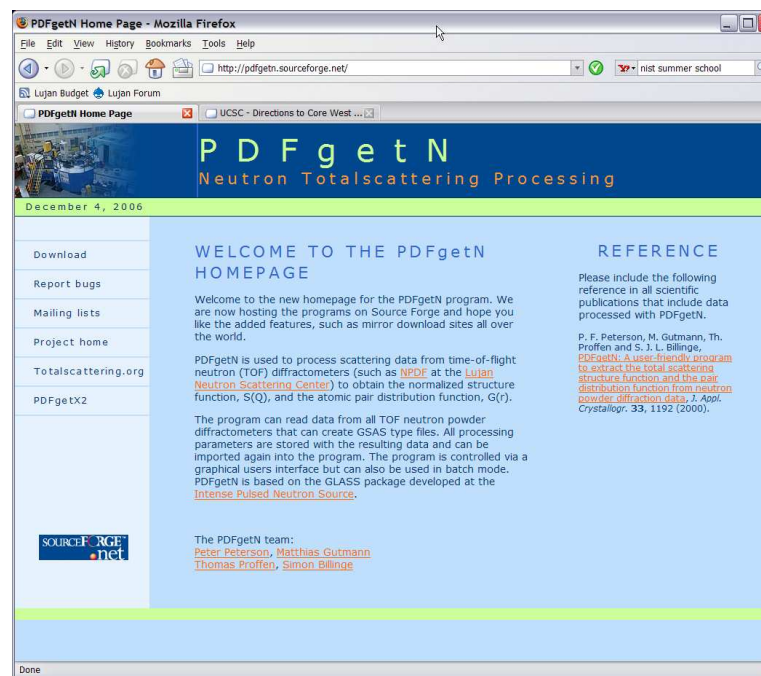 PDFgetN Home Page - Mozilla Firefox
File Edit View History Bookmarks Tools Help
http://pdfgetn.sourceforge.net/
nist summer school
Lujan Budget Lujan Forum
PDFgetN Home Page
UCSC - Directions to Core West ...
PDFgetN
Neutron Totalscattering Processing
December 4, 2006
Download
Report bugs
Mailing lists
Project home
Totalscattering.org
PDFgetX2
SOURCEFORGE
.net
WELCOME TO THE PDFgetN
HOMEPAGE
Welcome to the new homepage for the PDFgetN program. We
are now hosting the programs on Source Forge and hope you
like the added features, such as mirror download sites all over
the world.
PDFgetN is used to process scattering data from time-of-flight
neutron (TOF) diffractometers (such as NPDF at the Lujan
Neutron Scattering Center) to obtain the normalized structure
function, S(Q), and the atomic pair distribution function, G(r).
The program can read data from all TOF neutron powder
diffractometers that can create GSAS type files. All processing
parameters are stored with the resulting data and can be
imported again into the program. The program is controlled via a
graphical users interface but can also be used in batch mode.
PDFgetN is based on the GLASS package developed at the
Intense Pulsed Neutron Source.
The PDFgetN team:
Peter Peterson, Matthias Gutmann
Thomas Proffen, Simon Billinge
REFERENCE
Please include the following
reference in all scientific
publications that include data
processed with PDFgetN.
P. F. Peterson, M. Gutmann, Th.
Proffen and S. J. L. Billinge,
PDFgetN: A user-friendly program
to extract the total scattering
structure function and the pair
distribution function from neutron
powder diffraction data, J. Appl.
Crystallogr. 33, 1192 (2000).
Done